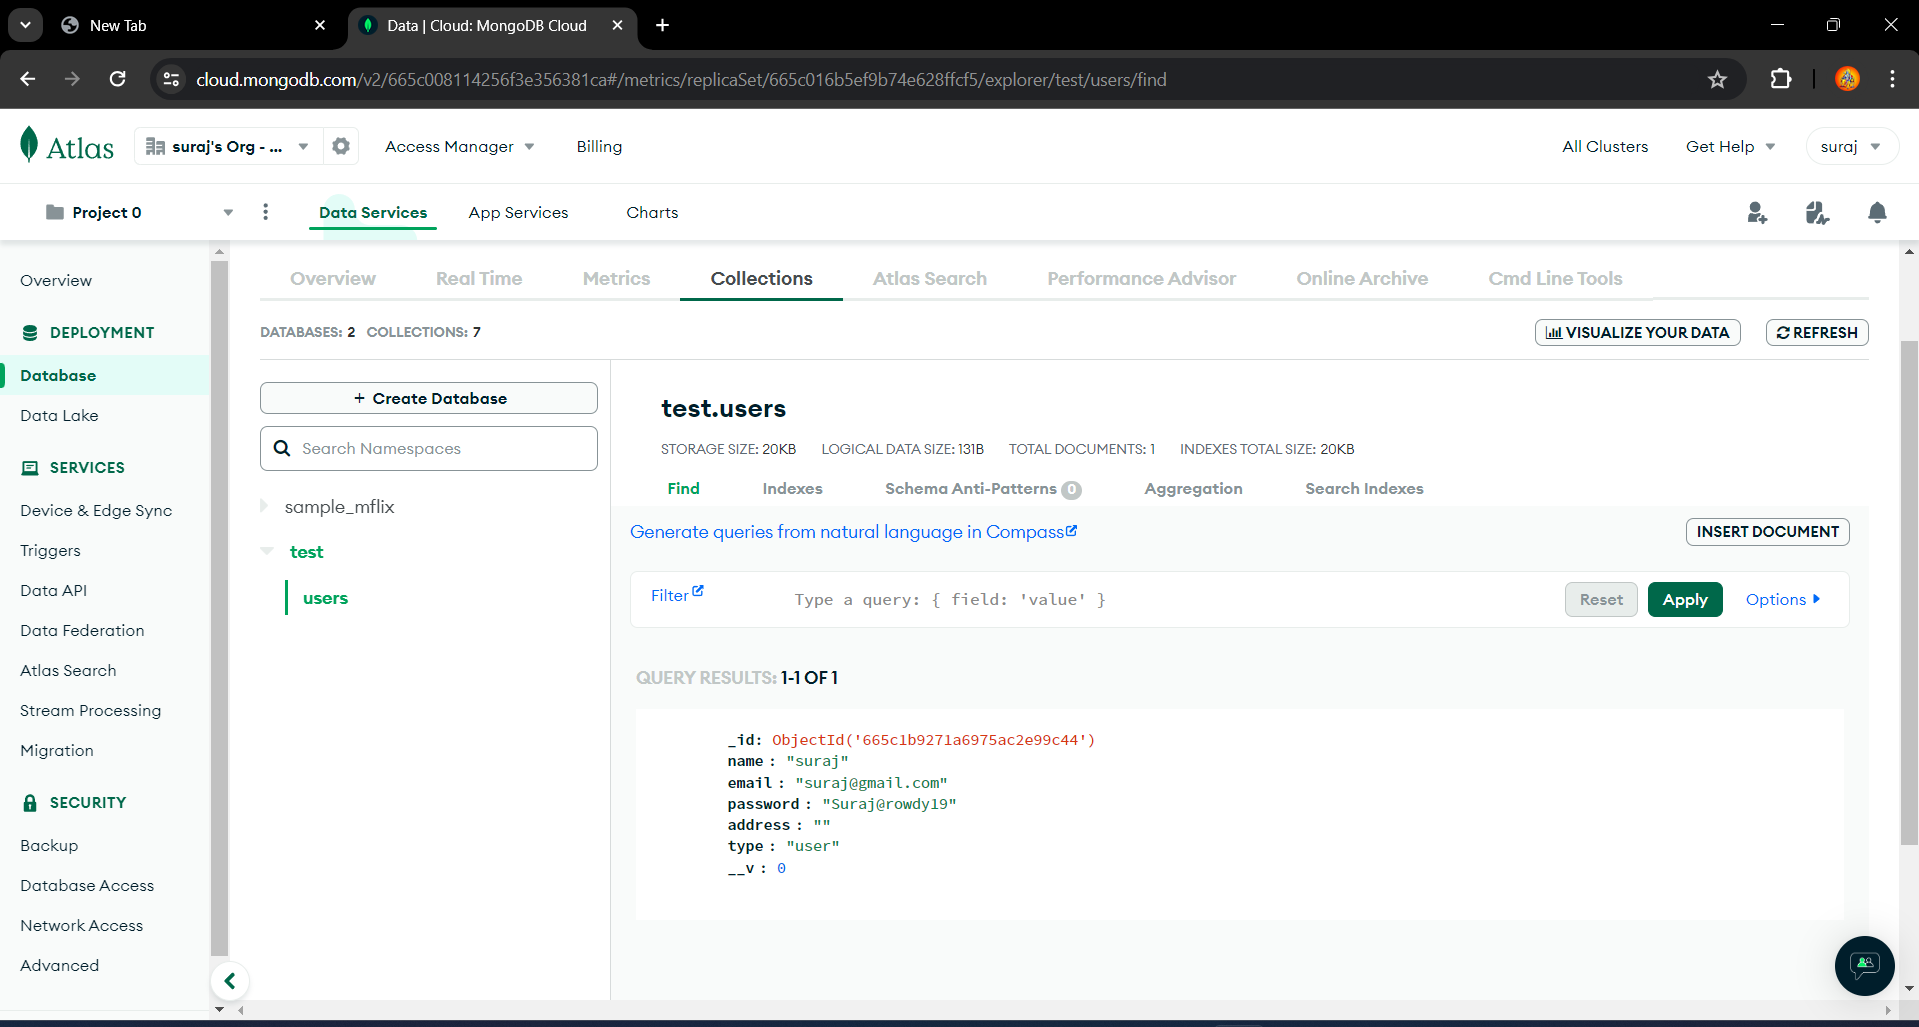 New Tab
Data | Cloud: MongoDB Cloud
cloud.mongodb.com/v2/665c008114256f3e356381ca#/metrics/replicaSet/665c016b5ef9b74e628ffcf5/explorer/test/users/find
Atlas
suraj's Org - ...
Access Manager
Billing
All Clusters
Get Help
suraj
Project 0
Data Services
App Services
Charts
Overview
DEPLOYMENT
Database
Data Lake
SERVICES
Device & Edge Sync
Triggers
Data API
Data Federation
Atlas Search
Stream Processing
Migration
SECURITY
Backup
Database Access
Network Access
Advanced
Overview
Real Time
Metrics
Collections
Atlas Search
Performance Advisor
Online Archive
Cmd Line Tools
DATABASES: 2 COLLECTIONS: 7
VISUALIZE YOUR DATA
REFRESH
+ Create Database
Search Namespaces
sample_mflix
test
users
test.users
STORAGE SIZE: 20KB LOGICAL DATA SIZE: 131B TOTAL DOCUMENTS: 1 INDEXES TOTAL SIZE: 20KB
Find
Indexes
Schema Anti-Patterns 0
Aggregation
Search Indexes
Generate queries from natural language in Compass
INSERT DOCUMENT
Filter
Type a query: { field: 'value' }
Reset
Apply
Options
QUERY RESULTS: 1-1 OF 1
_id: ObjectId('665c1b9271a6975ac2e99c44')
name : "suraj"
email : "suraj@gmail.com"
password : "Suraj@rowdy19"
address : ""
type : "user"
__v : 0